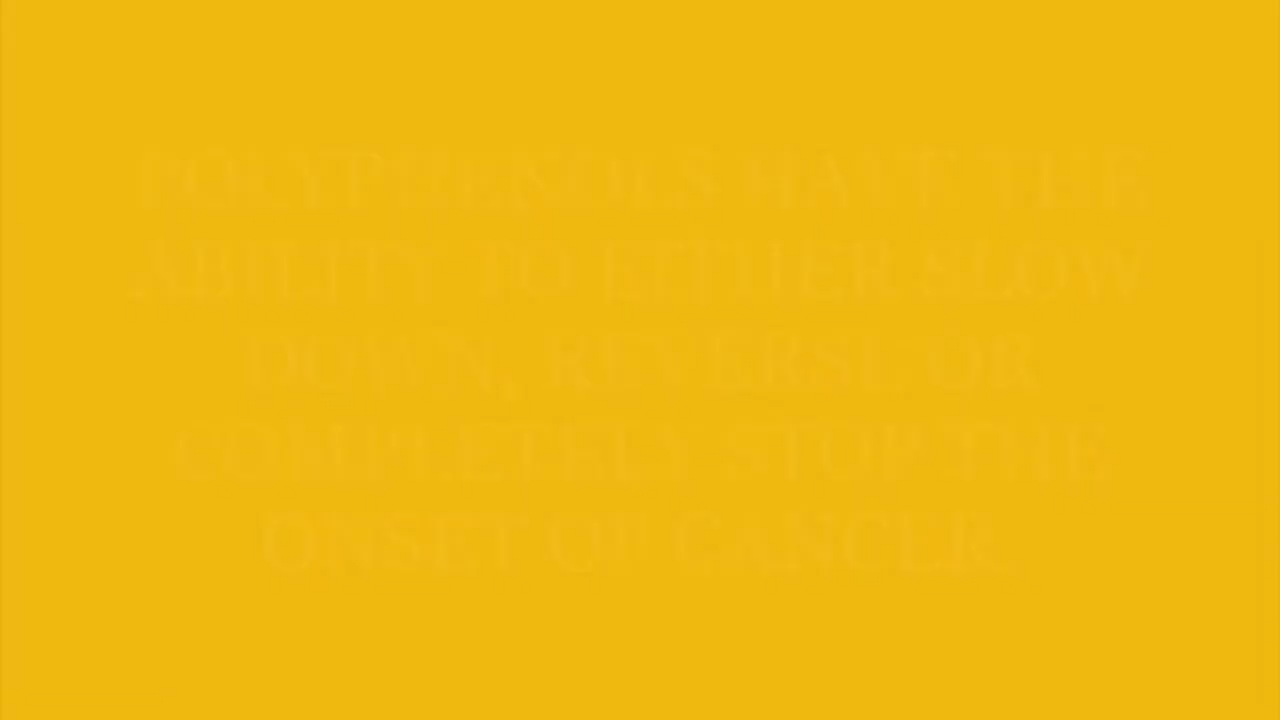 POLYPHENOLS HAVE THE
ABILITY TO EITHER SLOW
DOWN, REVERSE OR
COMPLETELY STOP THE
ONSET OF CANCER